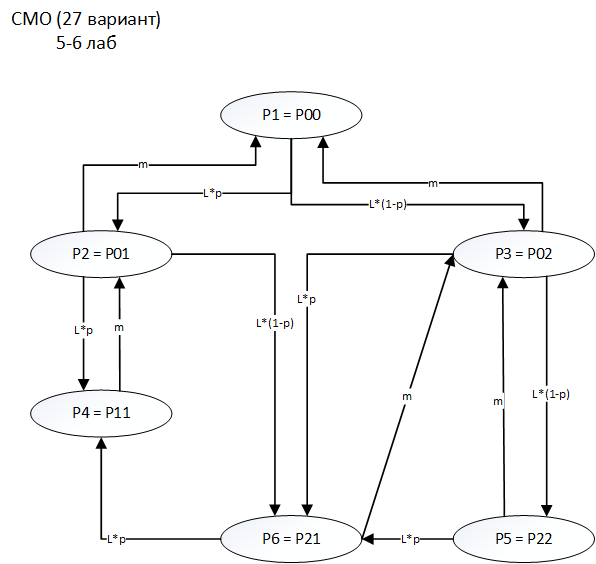 СМО (27 вариант)
5-6 лаб
P1 = P00
m
m
L*p
L*(1-p)
P2 = P01
P3 = P02
L*p
m
L*(1-p)
L*p
m
m
L*(1-p)
P4 = P11
P6 = P21
P5 = P22
L*p
L*p